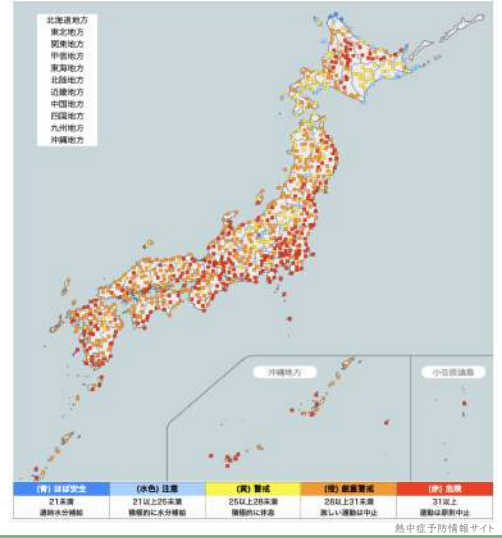 北海道地方
東北地方
関東地方
甲信地方
東海地方
北陸地方
近畿地方
中国地方
四国地方
九州地方
沖縄地方
沖縄地方
小笠原諸島
(青) ほぼ安全
(水色) 注意
(黄) 警戒
(橙) 厳重警戒
(赤) 危険
21未満
21以上25未満
25以上28未満
28以上31未満
31以上
適時水分補給
積極的に水分補給
積極的に休息
激しい運動は中止
運動は原則中止
熱中症予防情報サイト